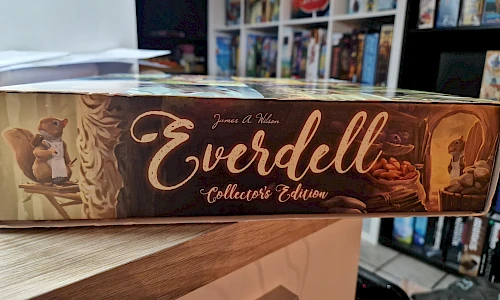 James A. Wilson
Everdell
Collector's Edition